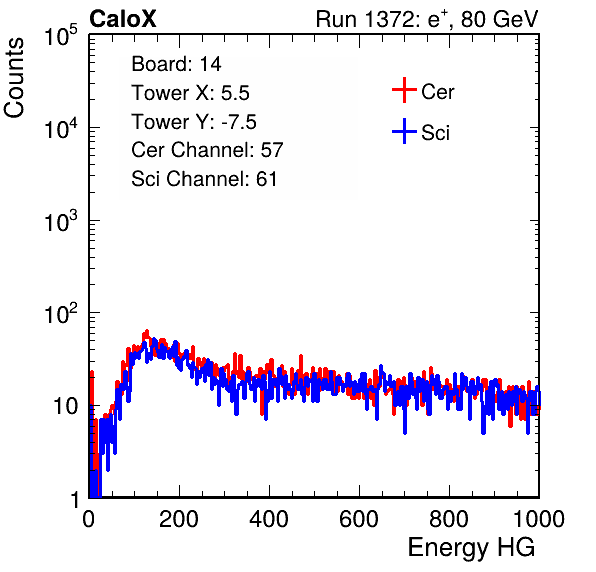 CaloX Run 1372: e+, 80 GeV
Board: 14
Tower X: 5.5
Tower Y: -7.5
Cer Channel: 57
Sci Channel: 61
Cer
Sci
Counts
10^5
10^4
10^3
10^2
10
1
0 200 400 600 800 1000
Energy HG